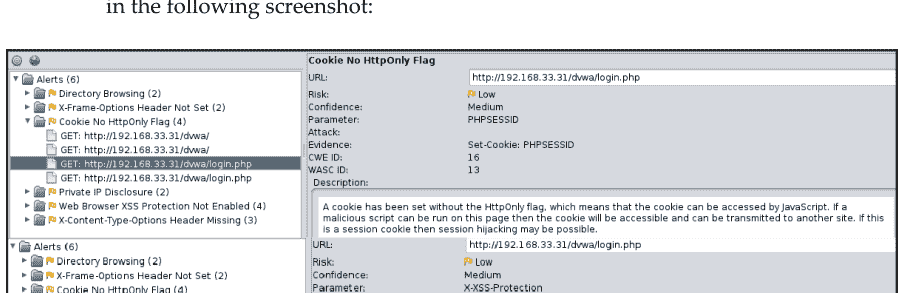 in the following screenshot:
Alerts (6)
Directory Browsing (2)
X-Frame-Options Header Not Set (2)
Cookie No HttpOnly Flag (4)
GET: http://192.168.33.31/dvwa/
GET: http://192.168.33.31/dvwa/
GET: http://192.168.33.31/dvwa/login.php
GET: http://192.168.33.31/dvwa/login.php
Private IP Disclosure (2)
Web Browser XSS Protection Not Enabled (4)
X-Content-Type-Options Header Missing (3)
Cookie No HttpOnly Flag
URL: http://192.168.33.31/dvwa/login.php
Risk: Low
Confidence: Medium
Parameter: PHPSESSID
Attack:
Evidence: Set-Cookie: PHPSESSID
CWE ID: 16
WASC ID: 13
Description:
A cookie has been set without the HttpOnly flag, which means that the cookie can be accessed by JavaScript. If a
malicious script can be run on this page then the cookie will be accessible and can be transmitted to another site. If this
is a session cookie then session hijacking may be possible.
Alerts (6)
Directory Browsing (2)
X-Frame-Options Header Not Set (2)
Cookie No HttpOnly Flag (4)
URL: http://192.168.33.31/dvwa/login.php
Risk: Low
Confidence: Medium
Parameter: X-XSS-Protection